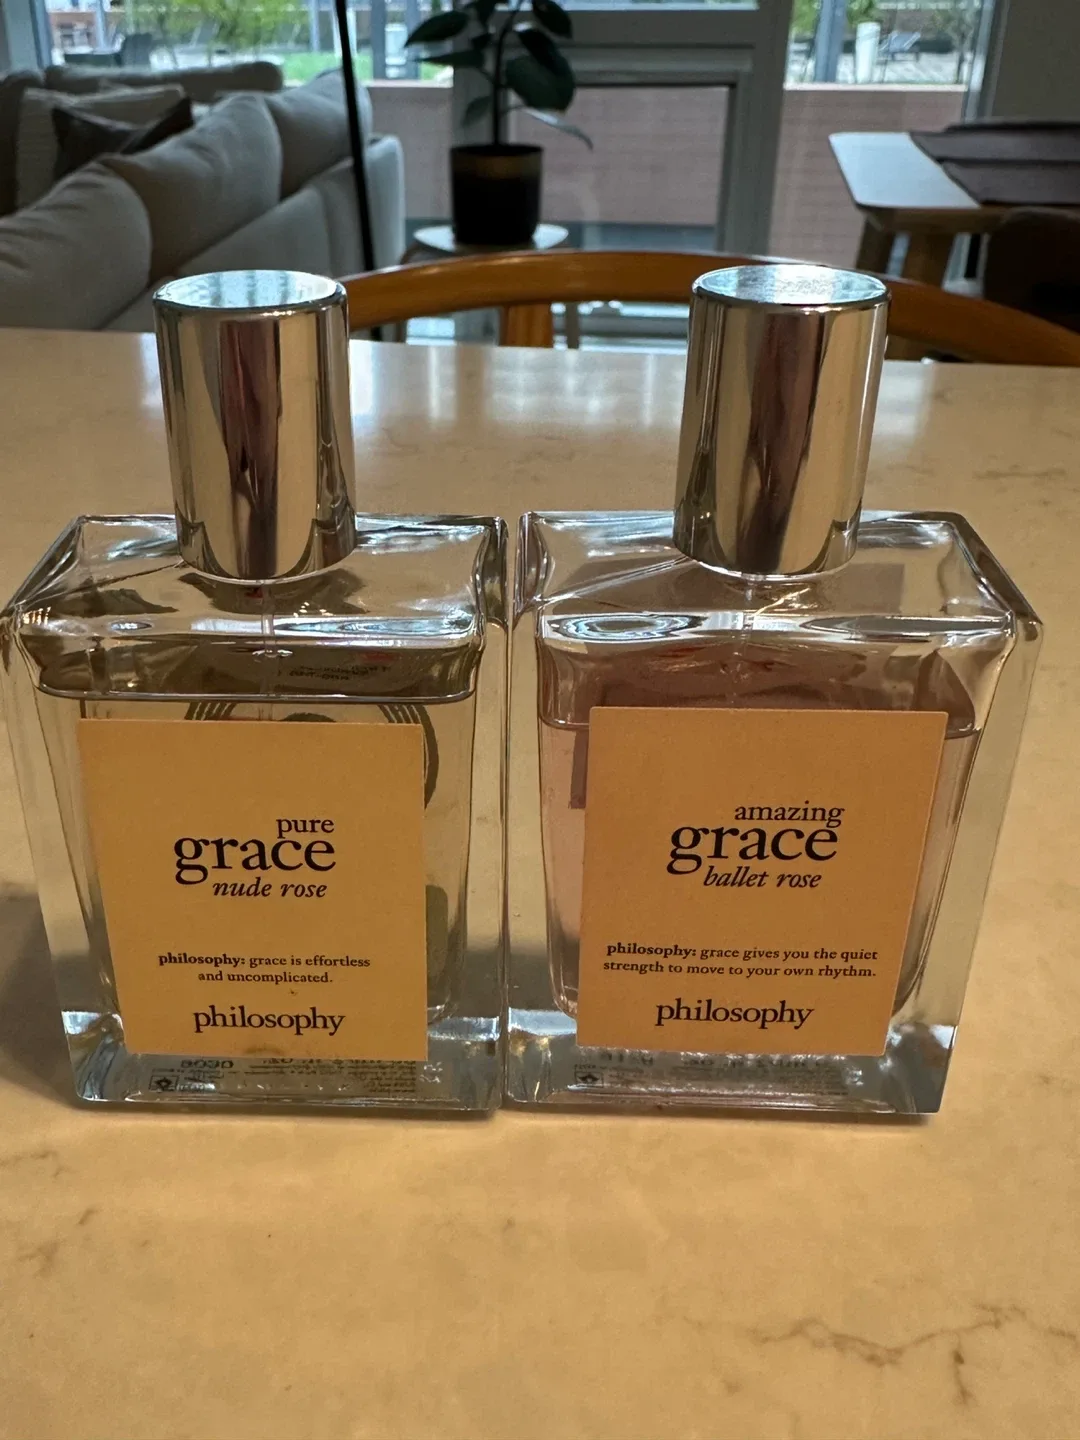 pure
grace
nude rose
philosophy: grace is effortless
and uncomplicated.
philosophy
amazing
grace
ballet rose
philosophy: grace gives you the quiet
strength to move to your own rhythm.
philosophy